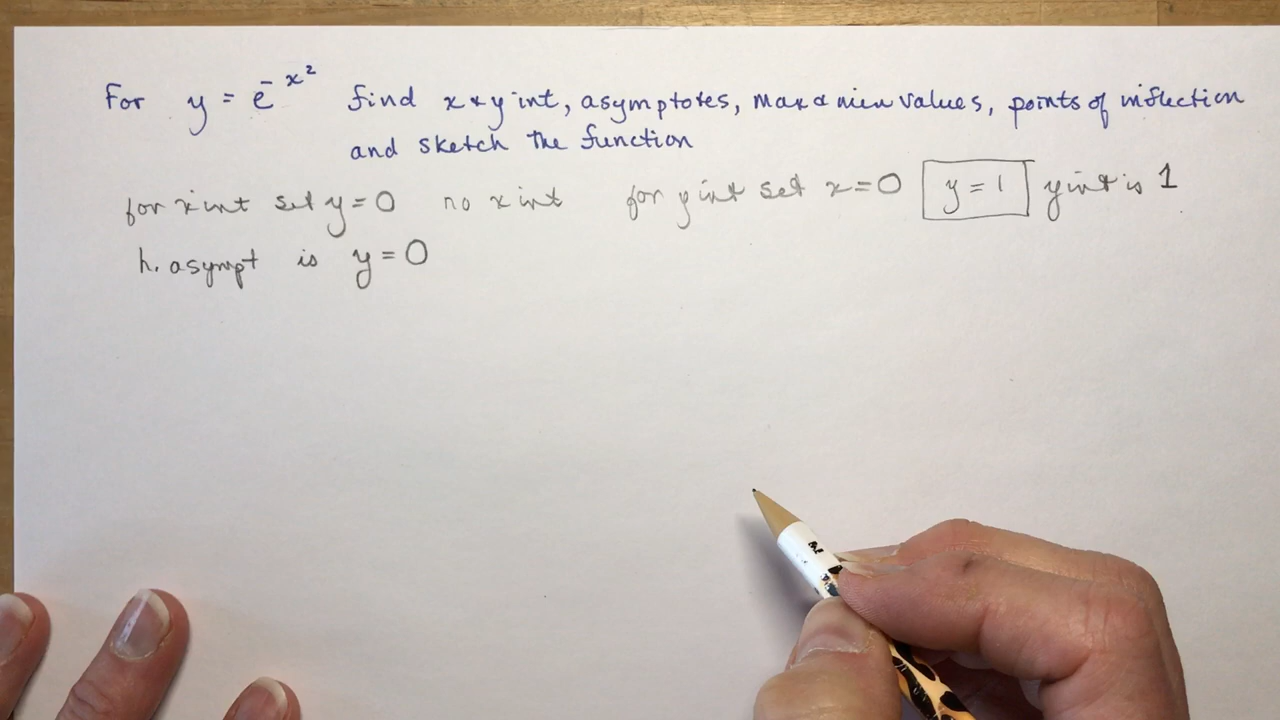 For y = e^-x² find x & y int, asymptotes, max & min values, points of inflection
and sketch the function
for x int set y = 0 no x int for y int set x = 0 y = 1 y int is 1
h. asympt is y = 0